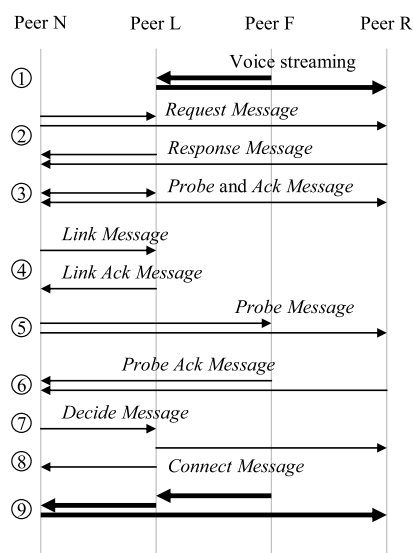 Peer N Peer L Peer F Peer R
① Voice streaming
Request Message
②
Response Message
③ Probe and Ack Message
Link Message
④
Link Ack Message
Probe Message
⑤
Probe Ack Message
⑥
⑦ Decide Message
⑧ Connect Message
⑨